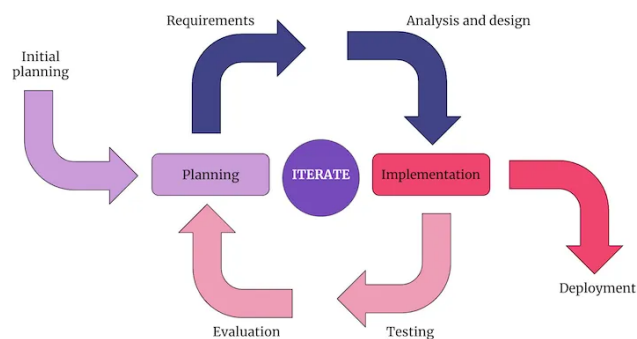 Requirements
Analysis and design
Initial
planning
Planning
ITERATE
Implementation
Deployment
Evaluation
Testing